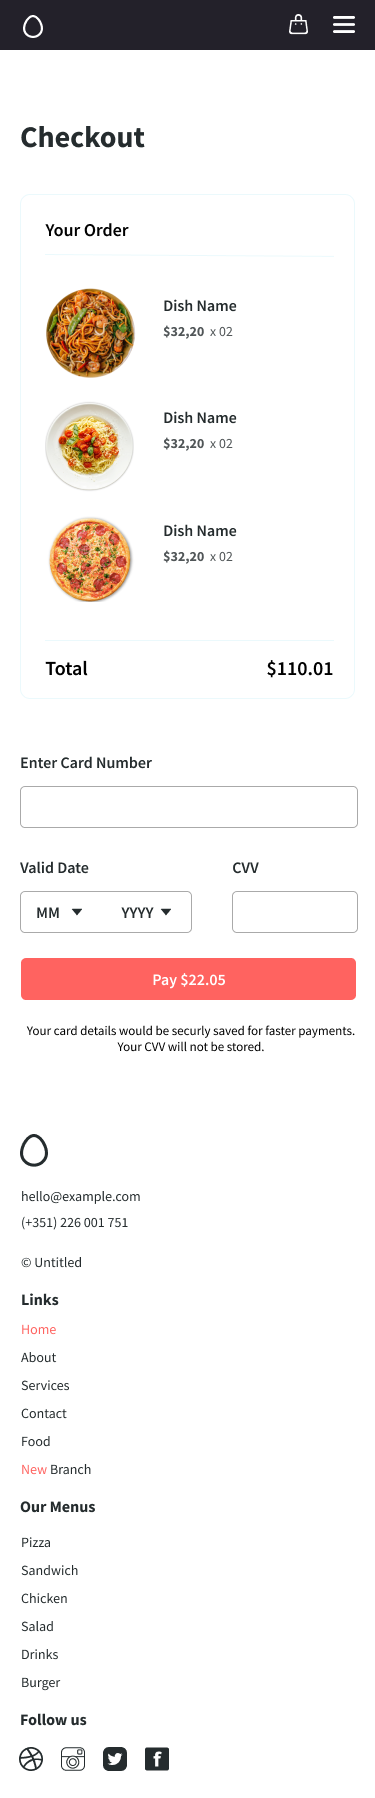 Checkout
Your Order
Dish Name
$32,20 x 02
Dish Name
$32,20 x 02
Dish Name
$32,20 x 02
Total $110.01
Enter Card Number
Valid Date CVV
MM YYYY
Pay $22.05
Your card details would be securly saved for faster payments.
Your CVV will not be stored.
hello@example.com
(+351) 226 001 751
© Untitled
Links
Home
About
Services
Contact
Food
New Branch
Our Menus
Pizza
Sandwich
Chicken
Salad
Drinks
Burger
Follow us